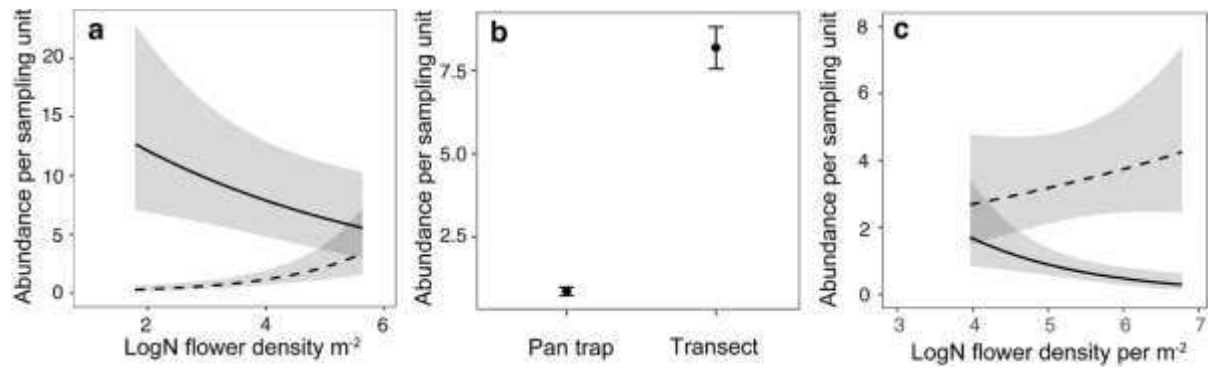 a
Abundance per sampling unit
20
15
10
5
0
2
4
6
LogN flower density m-2
b
Abundance per sampling unit
7.5
5.0
2.5
Pan trap
Transect
c
Abundance per sampling unit
8
6
4
2
0
3
4
5
6
7
LogN flower density per m-2